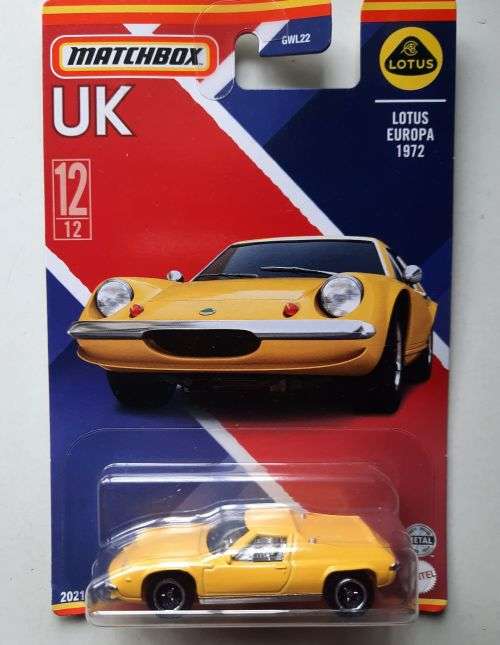 MATCHBOX
GWL22
LOTUS
UK
LOTUS
EUROPA
1972
12
12
METAL
2021